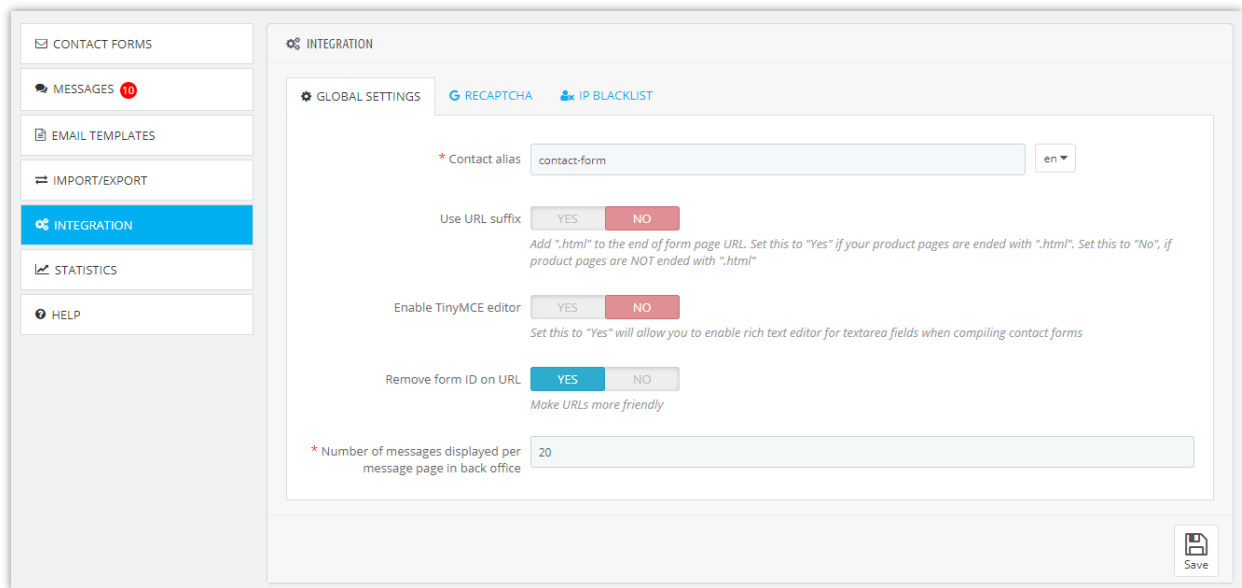 CONTACT FORMS
MESSAGES 10
EMAIL TEMPLATES
IMPORT/EXPORT
INTEGRATION
STATISTICS
HELP
INTEGRATION
GLOBAL SETTINGS
G RECAPTCHA
IP BLACKLIST
* Contact alias
contact-form
en
Use URL suffix
YES
NO
Add ".html" to the end of form page URL. Set this to "Yes" if your product pages are ended with ".html". Set this to "No", if
product pages are NOT ended with ".html"
Enable TinyMCE editor
YES
NO
Set this to "Yes" will allow you to enable rich text editor for textarea fields when compiling contact forms
Remove form ID on URL
YES
NO
Make URLs more friendly
* Number of messages displayed per
message page in back office
20
Save